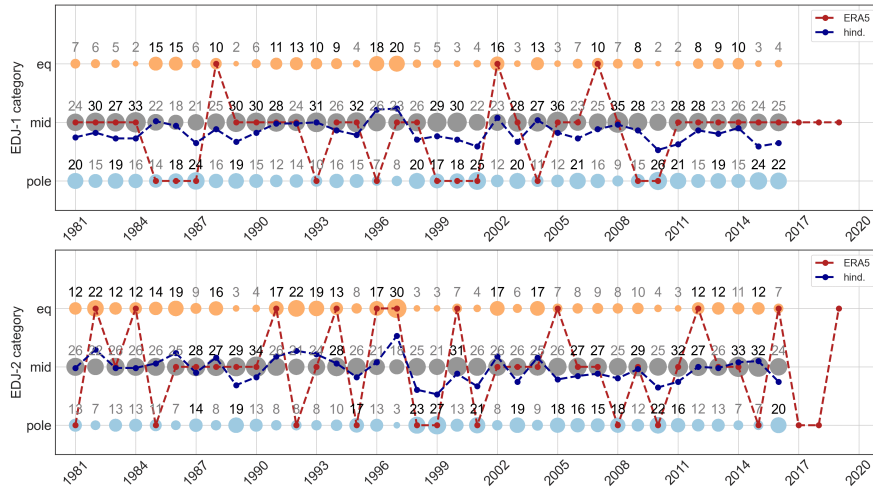 ERA5
hind.
7 6 5 2 15 15 6 10 2 6 11 13 10 9 4 18 20 5 5 3 4 16 3 13 3 7 10 7 8 2 2 8 9 10 3 4
eq
24 30 27 33 22 18 21 25 30 30 28 24 31 26 32 26 23 26 29 30 22 23 28 27 36 23 25 35 28 23 28 28 23 26 24 25
mid
20 15 19 16 14 18 24 16 19 15 12 14 10 16 15 7 8 20 17 18 25 12 20 11 12 21 16 9 15 26 21 15 19 15 24 22
pole
EDJ-1 category
1981 1984 1987 1990 1993 1996 1999 2002 2005 2008 2011 2014 2017 2020
ERA5
hind.
12 22 12 12 14 19 9 16 3 4 17 22 19 13 8 17 30 3 3 7 4 17 6 17 7 8 9 8 10 4 3 12 12 11 12 7
eq
26 22 26 26 26 25 28 27 29 34 26 21 24 28 26 21 18 25 21 31 26 26 26 25 26 27 27 25 29 25 32 27 26 33 32 24
mid
13 7 13 13 11 7 14 8 19 13 8 8 8 10 17 13 3 23 27 13 21 8 19 9 18 16 15 18 12 22 16 12 13 7 7 20
pole
EDJ-2 category
1981 1984 1987 1990 1993 1996 1999 2002 2005 2008 2011 2014 2017 2020